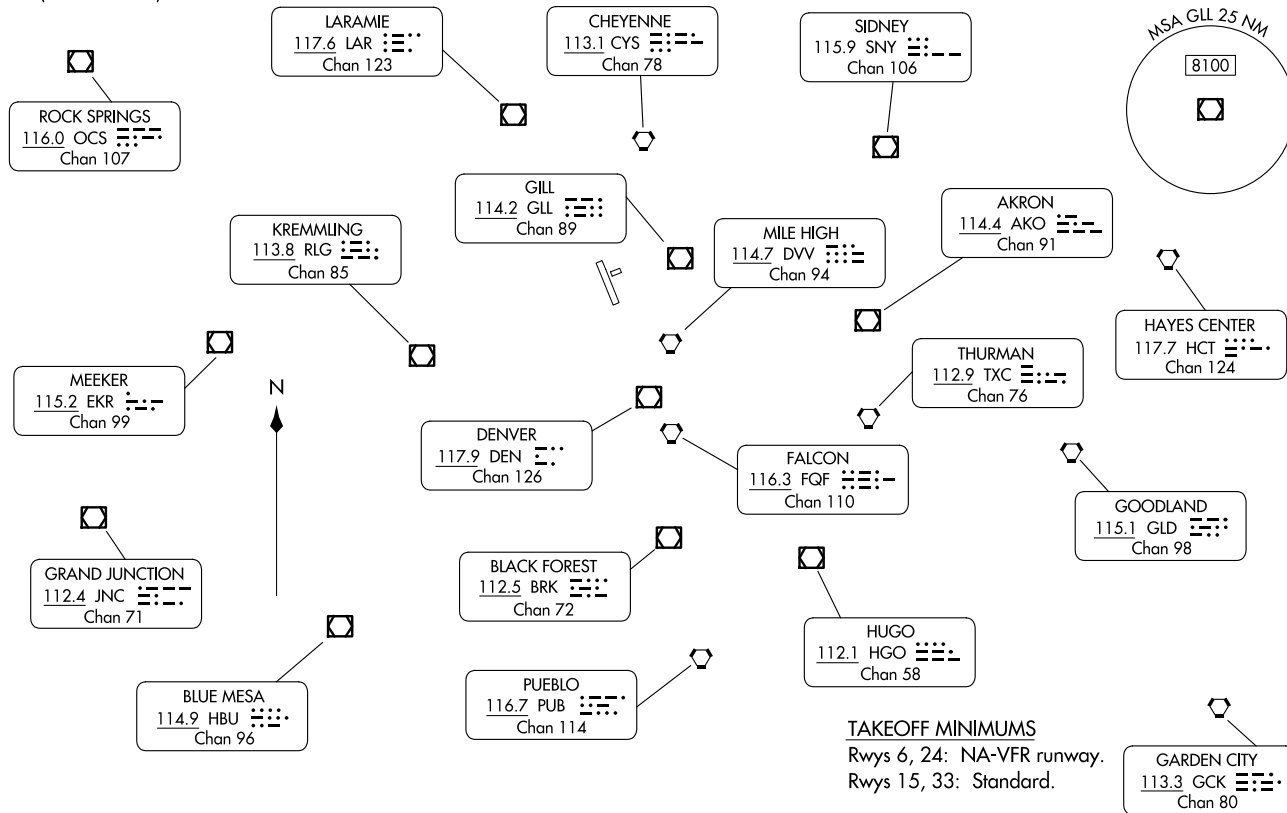 LARAMIE
117.6 LAR
Chan 123
CHEYENNE
113.1 CYS
Chan 78
SIDNEY
115.9 SNY
Chan 106
MSA GLL 25 NM
8100
ROCK SPRINGS
116.0 OCS
Chan 107
GILL
114.2 GLL
Chan 89
KREMMLING
113.8 RLG
Chan 85
MILE HIGH
114.7 DVV
Chan 94
AKRON
114.4 AKO
Chan 91
HAYES CENTER
117.7 HCT
Chan 124
MEEKER
115.2 EKR
Chan 99
N
THURMAN
112.9 TXC
Chan 76
DENVER
117.9 DEN
Chan 126
FALCON
116.3 FQF
Chan 110
GOODLAND
115.1 GLD
Chan 98
GRAND JUNCTION
112.4 JNC
Chan 71
BLACK FOREST
112.5 BRK
Chan 72
HUGO
112.1 HGO
Chan 58
BLUE MESA
114.9 HBU
Chan 96
PUEBLO
116.7 PUB
Chan 114
TAKEOFF MINIMUMS
Rwys 6, 24: NA-VFR runway.
Rwys 15, 33: Standard.
GARDEN CITY
113.3 GCK
Chan 80